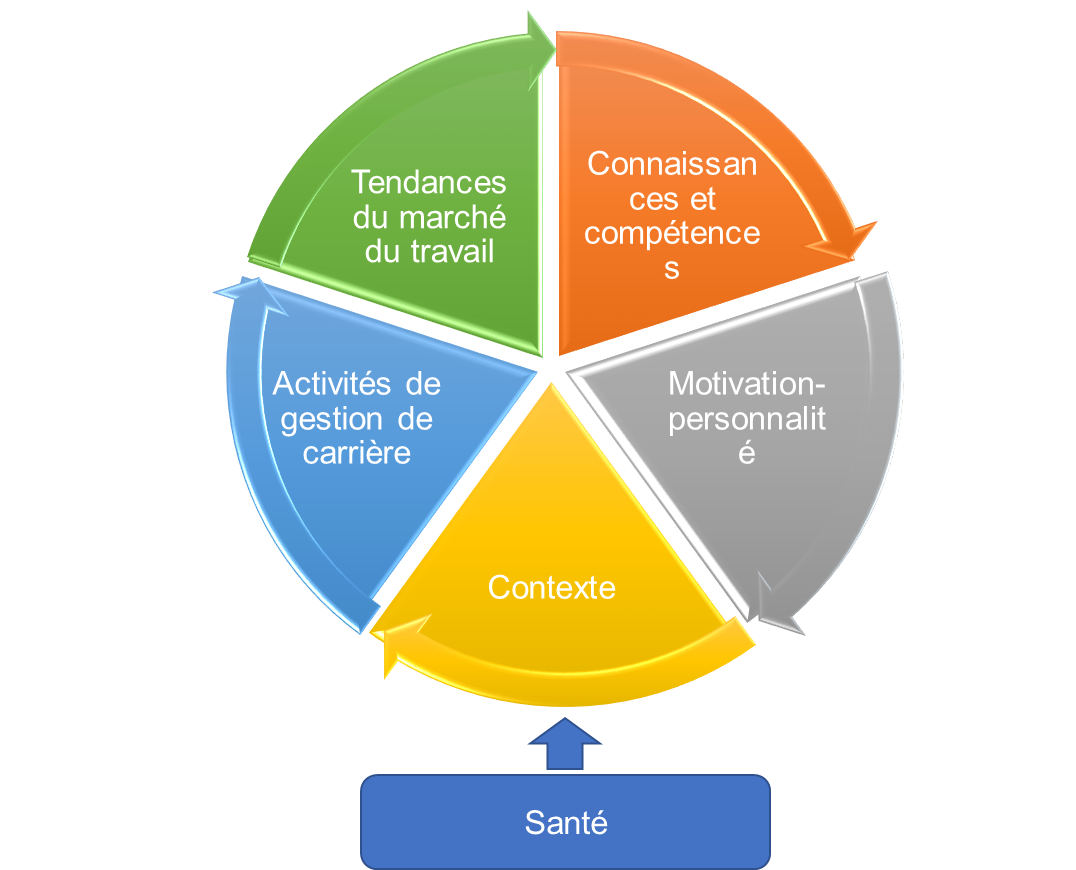 Tendances
du marché
du travail
Connaissan
ces et
compétence
s
Motivation-
personnalit
é
Contexte
Activités de
gestion de
carrière
Santé